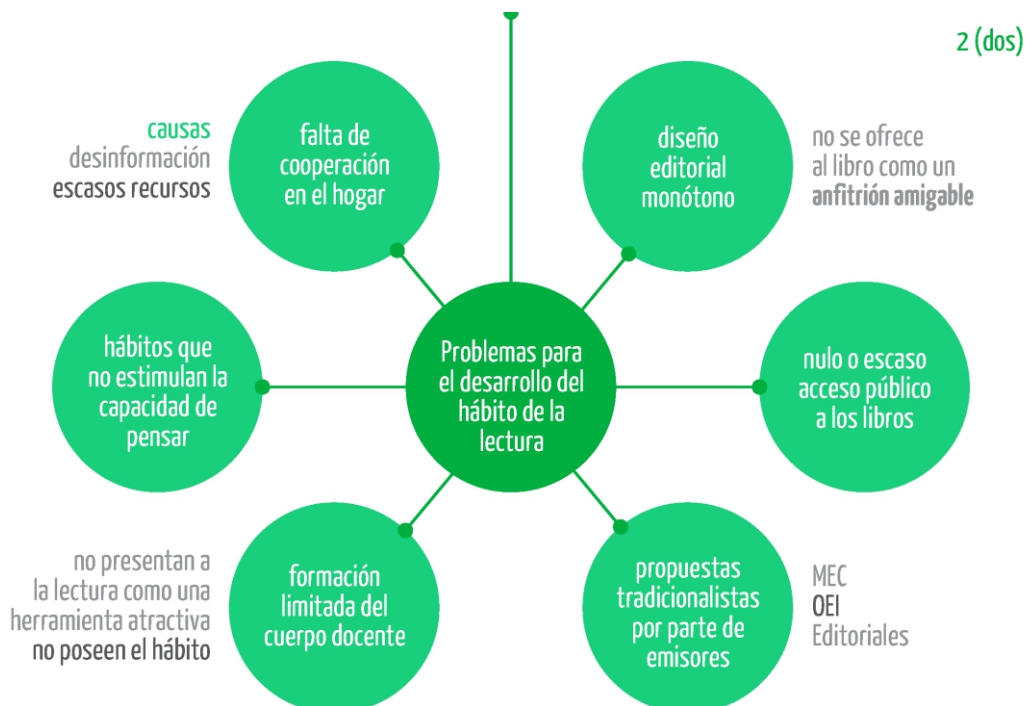 2 (dos)
causas
desinformación
escasos recursos
falta de
cooperación
en el hogar
diseño
editorial
monótono
no se ofrece
al libro como un
anfitrión amigable
hábitos que
no estimulan la
capacidad de
pensar
Problemas para
el desarrollo del
hábito de la
lectura
nulo o escaso
acceso público
a los libros
no presentan a
la lectura como una
herramienta atractiva
no poseen el hábito
formación
limitada del
cuerpo docente
propuestas
tradicionalistas
por parte de
emisores
MEC
OEI
Editoriales